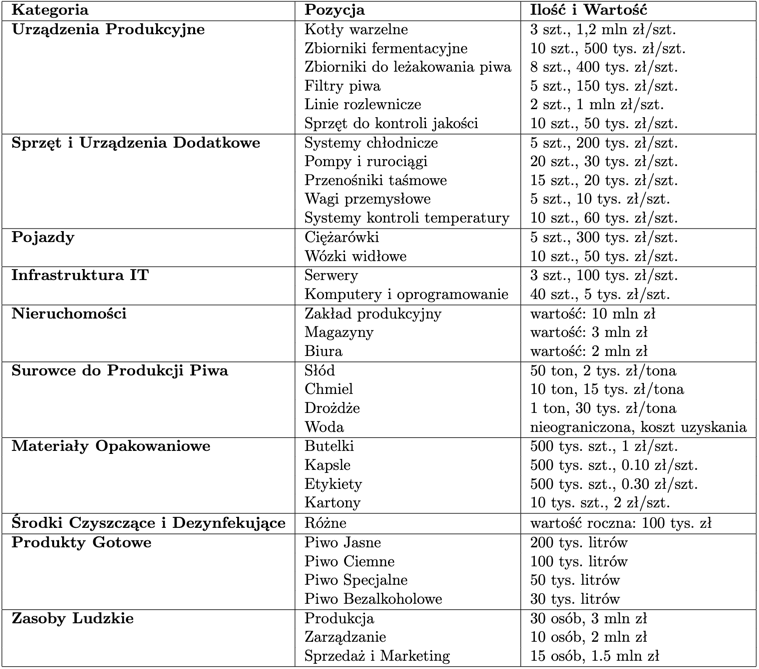 Kategoria Pozycja Ilość i Wartość
Urządzenia Produkcyjne Kotły warzelne 3 szt., 1,2 mln zł/szt.
Zbiorniki fermentacyjne 10 szt., 500 tys. zł/szt.
Zbiorniki do leżakowania piwa 8 szt., 400 tys. zł/szt.
Filtry piwa 5 szt., 150 tys. zł/szt.
Linie rozlewnicze 2 szt., 1 mln zł/szt.
Sprzęt do kontroli jakości 10 szt., 50 tys. zł/szt.
Sprzęt i Urządzenia Dodatkowe Systemy chłodnicze 5 szt., 200 tys. zł/szt.
Pompy i rurociągi 20 szt., 30 tys. zł/szt.
Przenośniki taśmowe 15 szt., 20 tys. zł/szt.
Wagi przemysłowe 5 szt., 10 tys. zł/szt.
Systemy kontroli temperatury 10 szt., 60 tys. zł/szt.
Pojazdy Ciężarówki 5 szt., 300 tys. zł/szt.
Wózki widłowe 10 szt., 50 tys. zł/szt.
Infrastruktura IT Serwery 3 szt., 100 tys. zł/szt.
Komputery i oprogramowanie 40 szt., 5 tys. zł/szt.
Nieruchomości Zakład produkcyjny wartość: 10 mln zł
Magazyny wartość: 3 mln zł
Biura wartość: 2 mln zł
Surowce do Produkcji Piwa Słód 50 ton, 2 tys. zł/tona
Chmiel 10 ton, 15 tys. zł/tona
Drożdże 1 ton, 30 tys. zł/tona
Woda nieograniczona, koszt uzyskania
Materiały Opakowaniowe Butelki 500 tys. szt., 1 zł/szt.
Kapsle 500 tys. szt., 0.10 zł/szt.
Etykiety 500 tys. szt., 0.30 zł/szt.
Kartony 10 tys. szt., 2 zł/szt.
Środki Czyszczące i Dezynfekujące Różne wartość roczna: 100 tys. zł
Produkty Gotowe Piwo Jasne 200 tys. litrów
Piwo Ciemne 100 tys. litrów
Piwo Specjalne 50 tys. litrów
Piwo Bezalkoholowe 30 tys. litrów
Zasoby Ludzkie Produkcja 30 osób, 3 mln zł
Zarządzanie 10 osób, 2 mln zł
Sprzedaż i Marketing 15 osób, 1.5 mln zł